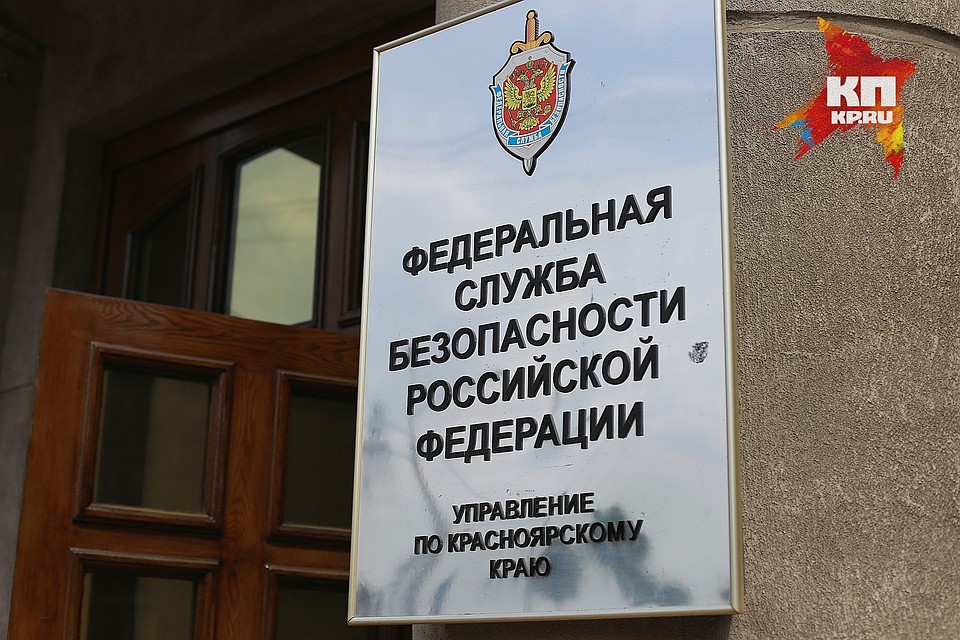 ФЕДЕРАЛЬНАЯ
СЛУЖБА
БЕЗОПАСНОСТИ
РОССИЙСКОЙ
ФЕДЕРАЦИИ
УПРАВЛЕНИЕ
ПО КРАСНОЯРСКОМУ
КРАЮ
КП
KP.RU